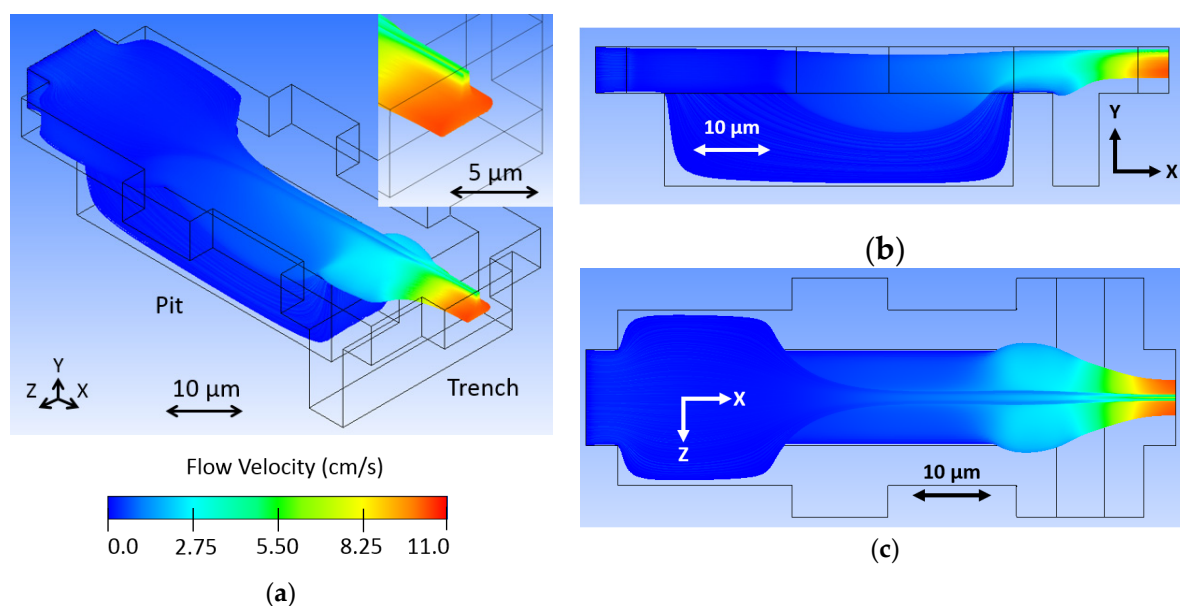 5 μm
Pit
Trench
10 μm
Y
Z
X
Flow Velocity (cm/s)
0.0 2.75 5.50 8.25 11.0
(a)
10 μm
Y
X
(b)
X
Z
10 μm
(c)